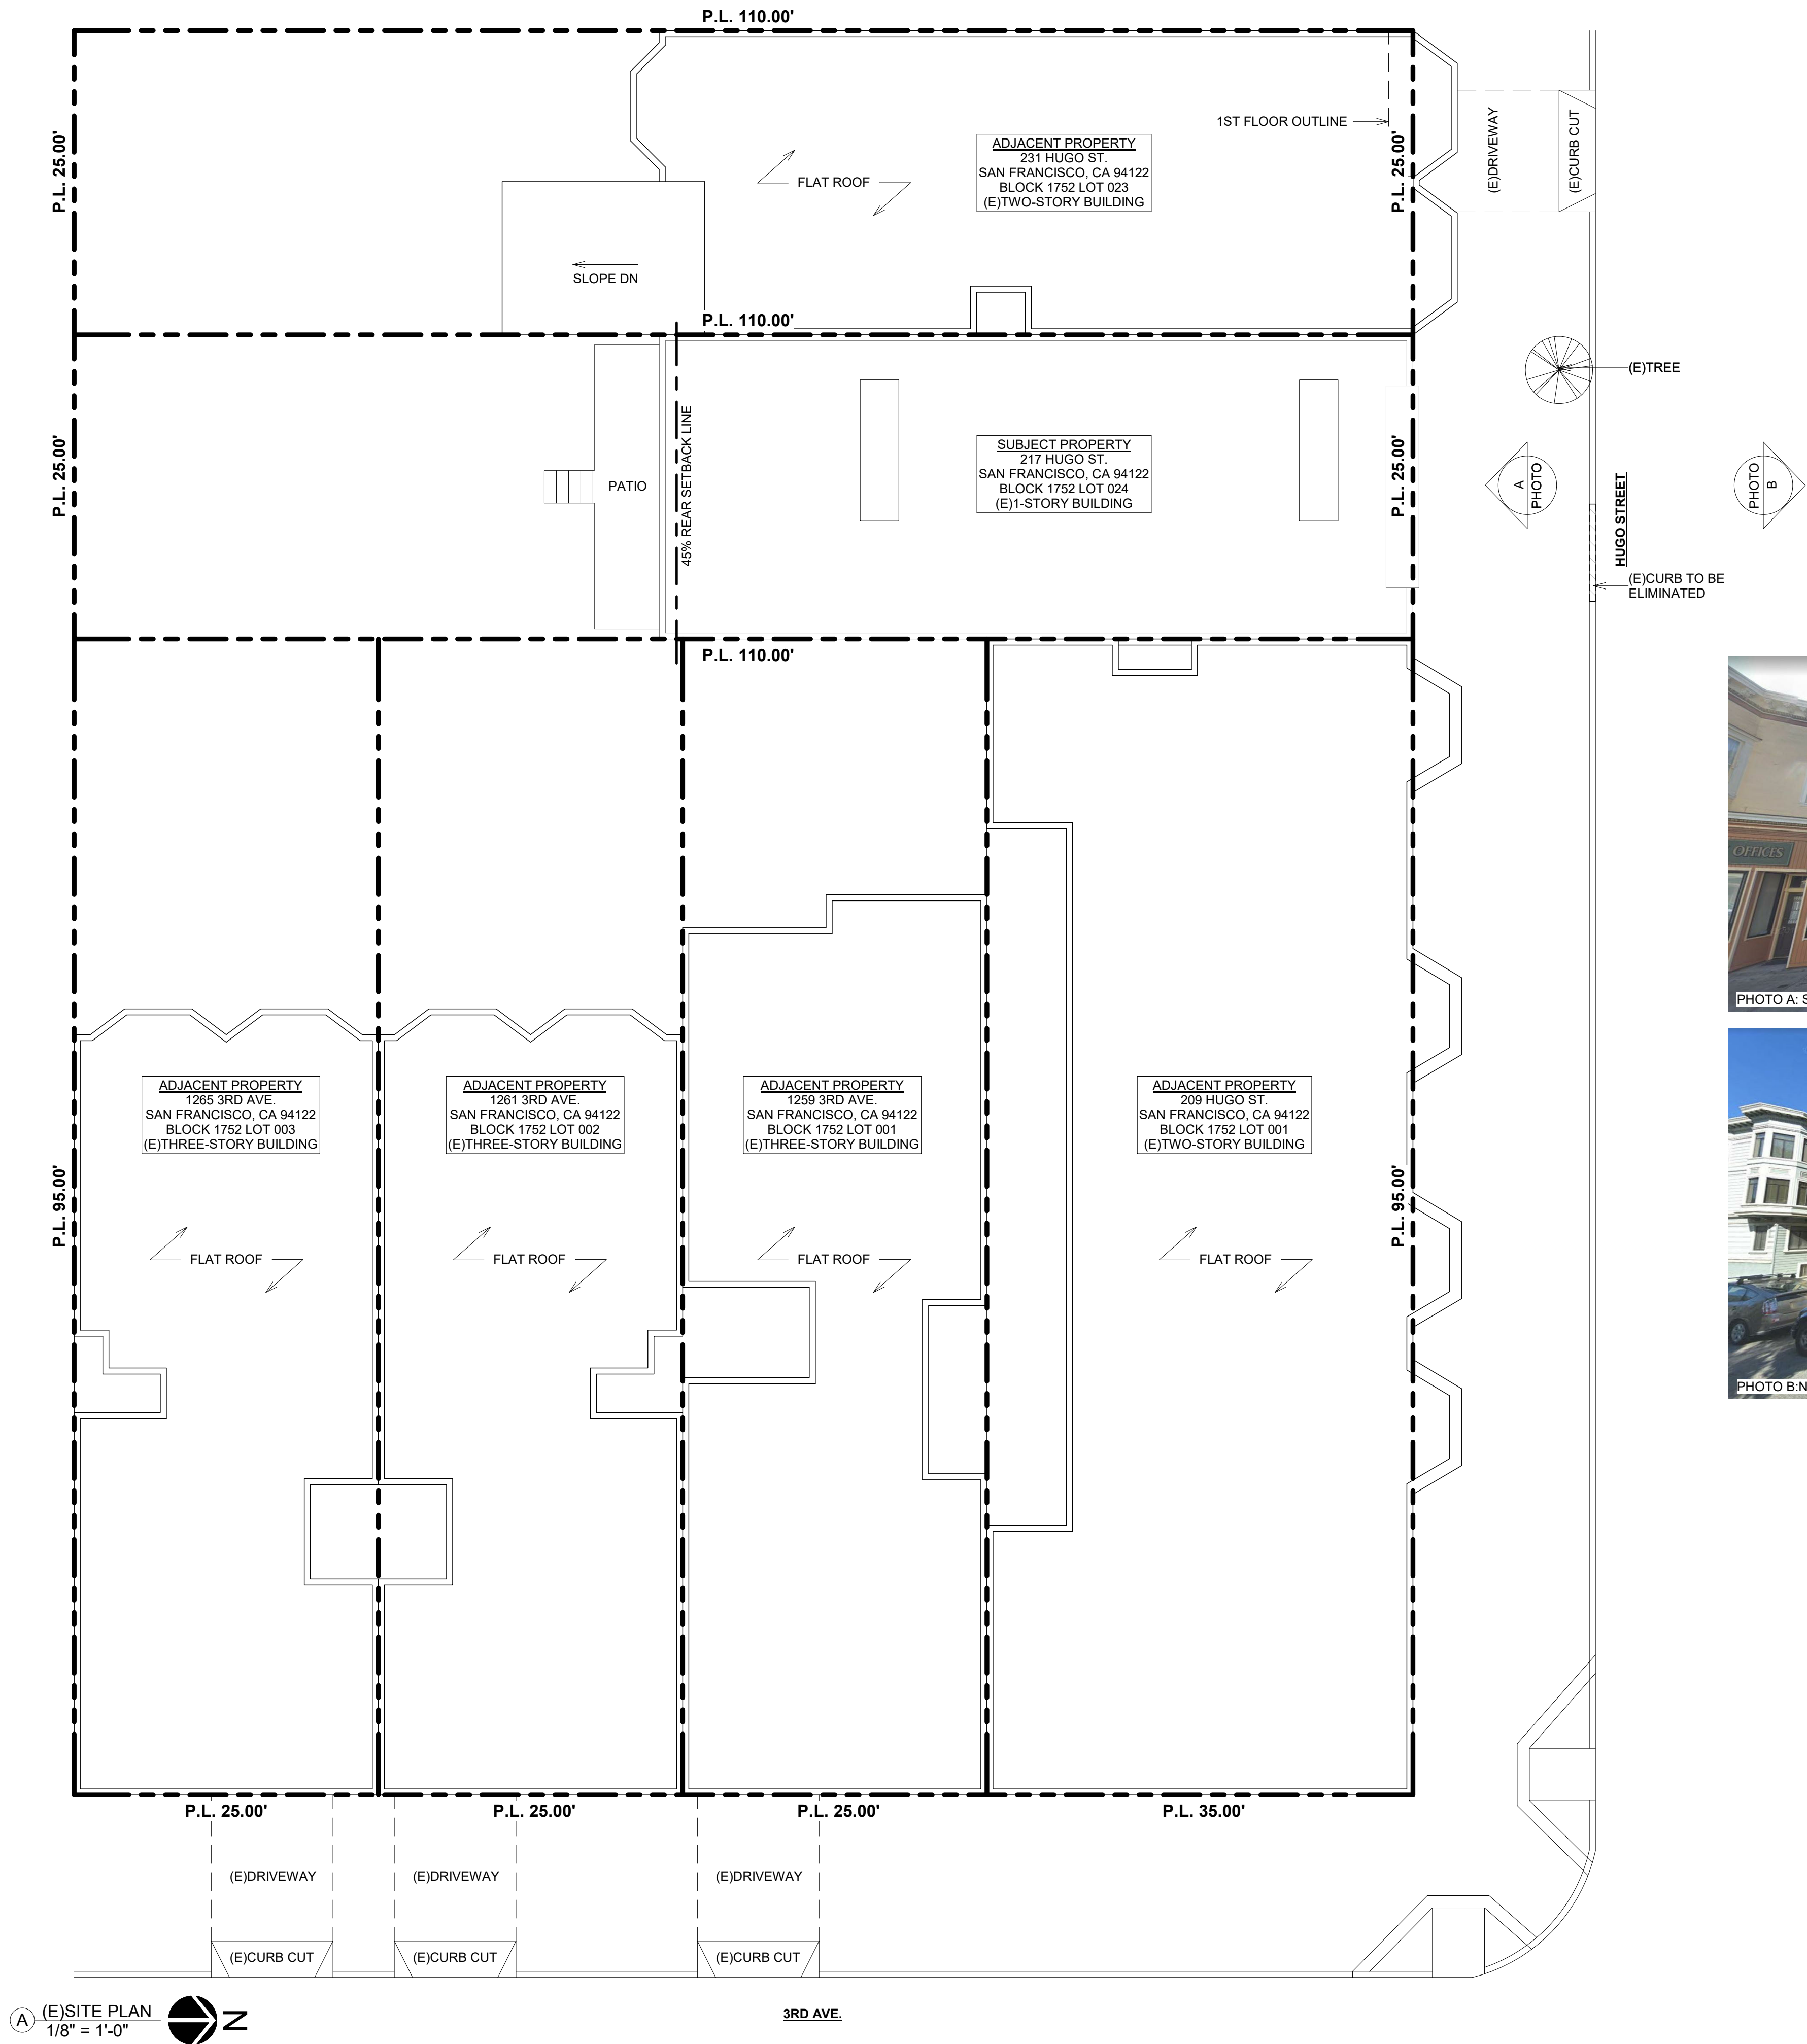 P.L. 110.00'
1ST FLOOR OUTLINE
(E)DRIVEWAY
(E)CURB CUT
P.L. 25.00'
P.L. 25.00'
ADJACENT PROPERTY
231 HUGO ST.
SAN FRANCISCO, CA 94122
BLOCK 1752 LOT 023
(E)TWO-STORY BUILDING
FLAT ROOF
SLOPE DN
P.L. 110.00'
(E)TREE
P.L. 25.00'
PATIO
45% REAR SETBACK LINE
SUBJECT PROPERTY
217 HUGO ST.
SAN FRANCISCO, CA 94122
BLOCK 1752 LOT 024
(E)1-STORY BUILDING
P.L. 25.00'
A
PHOTO
HUGO STREET
PHOTO
B
(E)CURB TO BE
ELIMINATED
P.L. 110.00'
OFFICES
PHOTO A: S
ADJACENT PROPERTY
1265 3RD AVE.
SAN FRANCISCO, CA 94122
BLOCK 1752 LOT 003
(E)THREE-STORY BUILDING
ADJACENT PROPERTY
1261 3RD AVE.
SAN FRANCISCO, CA 94122
BLOCK 1752 LOT 002
(E)THREE-STORY BUILDING
ADJACENT PROPERTY
1259 3RD AVE.
SAN FRANCISCO, CA 94122
BLOCK 1752 LOT 001
(E)THREE-STORY BUILDING
ADJACENT PROPERTY
209 HUGO ST.
SAN FRANCISCO, CA 94122
BLOCK 1752 LOT 001
(E)TWO-STORY BUILDING
P.L. 95.00'
P.L. 95.00'
FLAT ROOF
FLAT ROOF
FLAT ROOF
FLAT ROOF
PHOTO B:N
P.L. 25.00'
P.L. 25.00'
P.L. 25.00'
P.L. 35.00'
(E)DRIVEWAY
(E)DRIVEWAY
(E)DRIVEWAY
(E)CURB CUT
(E)CURB CUT
(E)CURB CUT
A
(E)SITE PLAN
1/8" = 1'-0"
N
3RD AVE.